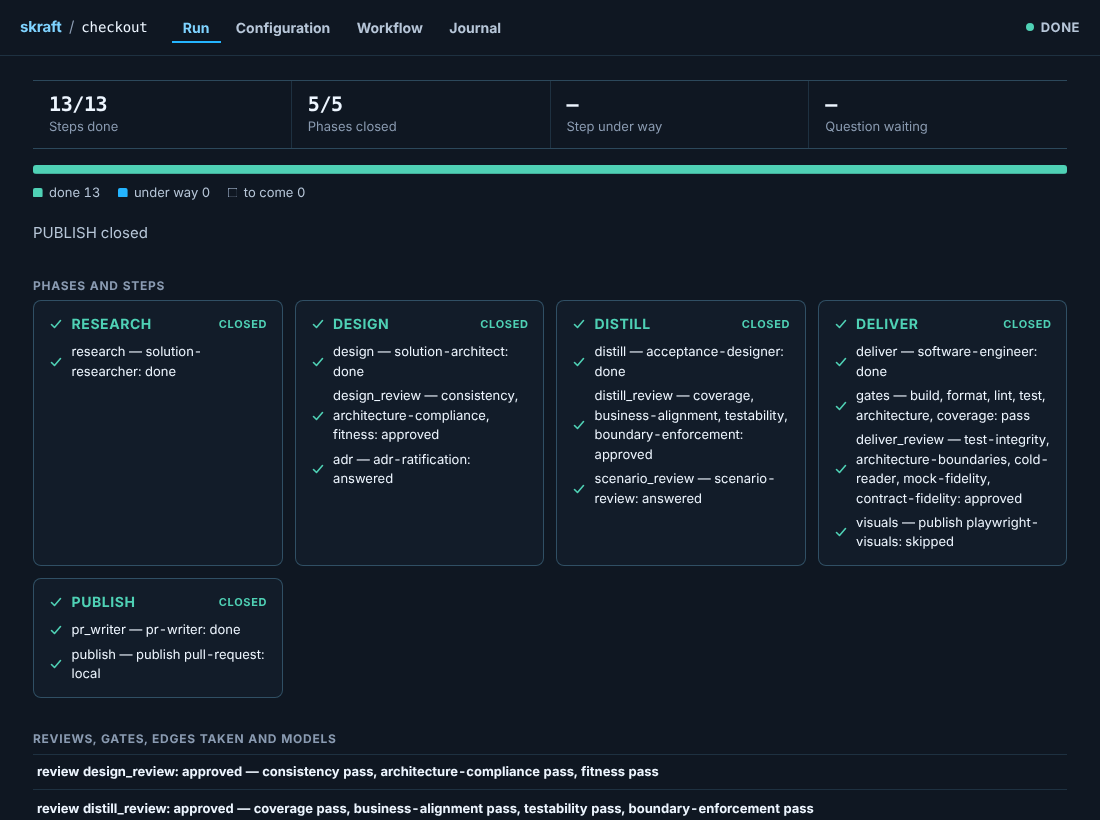 skraft / checkout Run Configuration Workflow Journal DONE
13/13 5/5 — —
Steps done Phases closed Step under way Question waiting
done 13 under way 0 to come 0
PUBLISH closed
PHASES AND STEPS
RESEARCH CLOSED
research — solution-
researcher: done
DESIGN CLOSED
design — solution-architect:
done
design_review — consistency,
architecture-compliance,
fitness: approved
adr — adr-ratification:
answered
DISTILL CLOSED
distill — acceptance-designer:
done
distill_review — coverage,
business-alignment, testability,
boundary-enforcement:
approved
scenario_review — scenario-
review: answered
DELIVER CLOSED
deliver — software-engineer:
done
gates — build, format, lint, test,
architecture, coverage: pass
deliver_review — test-integrity,
architecture-boundaries, cold-
reader, mock-fidelity,
contract-fidelity: approved
visuals — publish playwright-
visuals: skipped
PUBLISH CLOSED
pr_writer — pr-writer: done
publish — publish pull-request:
local
REVIEWS, GATES, EDGES TAKEN AND MODELS
review design_review: approved — consistency pass, architecture-compliance pass, fitness pass
review distill_review: approved — coverage pass, business-alignment pass, testability pass, boundary-enforcement pass